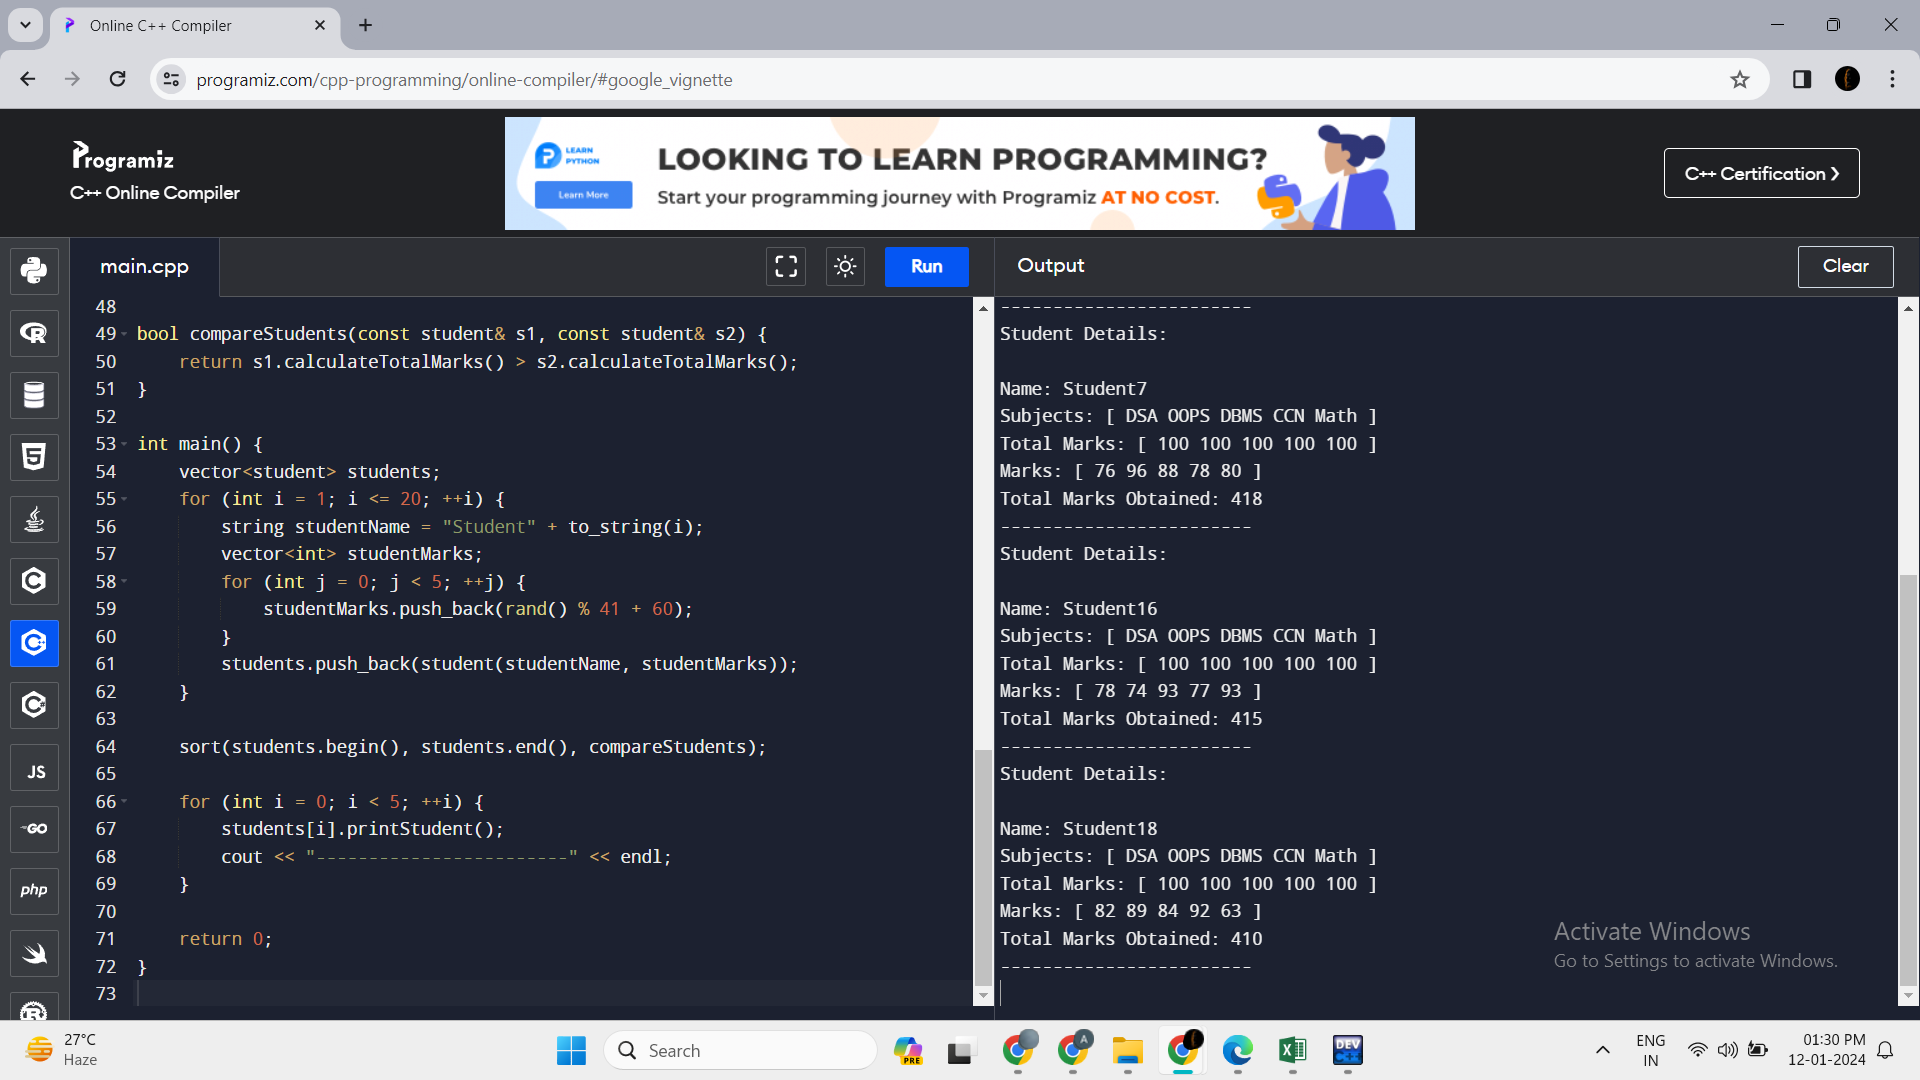 Online C++ Compiler
programiz.com/cpp-programming/online-compiler/#google_vignette
Programiz
C++ Online Compiler
LEARN
PYTHON
Learn More
LOOKING TO LEARN PROGRAMMING?
Start your programming journey with Programiz AT NO COST.
C++ Certification ❯
main.cpp
Run
Output
Clear
48
49 bool compareStudents(const student& s1, const student& s2) {
50     return s1.calculateTotalMarks() > s2.calculateTotalMarks();
51 }
52
53 int main() {
54     vector<student> students;
55     for (int i = 1; i <= 20; ++i) {
56         string studentName = "Student" + to_string(i);
57         vector<int> studentMarks;
58         for (int j = 0; j < 5; ++j) {
59             studentMarks.push_back(rand() % 41 + 60);
60         }
61         students.push_back(student(studentName, studentMarks));
62     }
63
64     sort(students.begin(), students.end(), compareStudents);
65
66     for (int i = 0; i < 5; ++i) {
67         students[i].printStudent();
68         cout << "------------------------" << endl;
69     }
70
71     return 0;
72 }
73
------------------------
Student Details:
Name: Student7
Subjects: [ DSA OOPS DBMS CCN Math ]
Total Marks: [ 100 100 100 100 100 ]
Marks: [ 76 96 88 78 80 ]
Total Marks Obtained: 418
------------------------
Student Details:
Name: Student16
Subjects: [ DSA OOPS DBMS CCN Math ]
Total Marks: [ 100 100 100 100 100 ]
Marks: [ 78 74 93 77 93 ]
Total Marks Obtained: 415
------------------------
Student Details:
Name: Student18
Subjects: [ DSA OOPS DBMS CCN Math ]
Total Marks: [ 100 100 100 100 100 ]
Marks: [ 82 89 84 92 63 ]
Total Marks Obtained: 410
------------------------
Activate Windows
Go to Settings to activate Windows.
JS
GO
php
27°C
Haze
Search
PRE
A
DEV
C++
ENG
IN
01:30 PM
12-01-2024